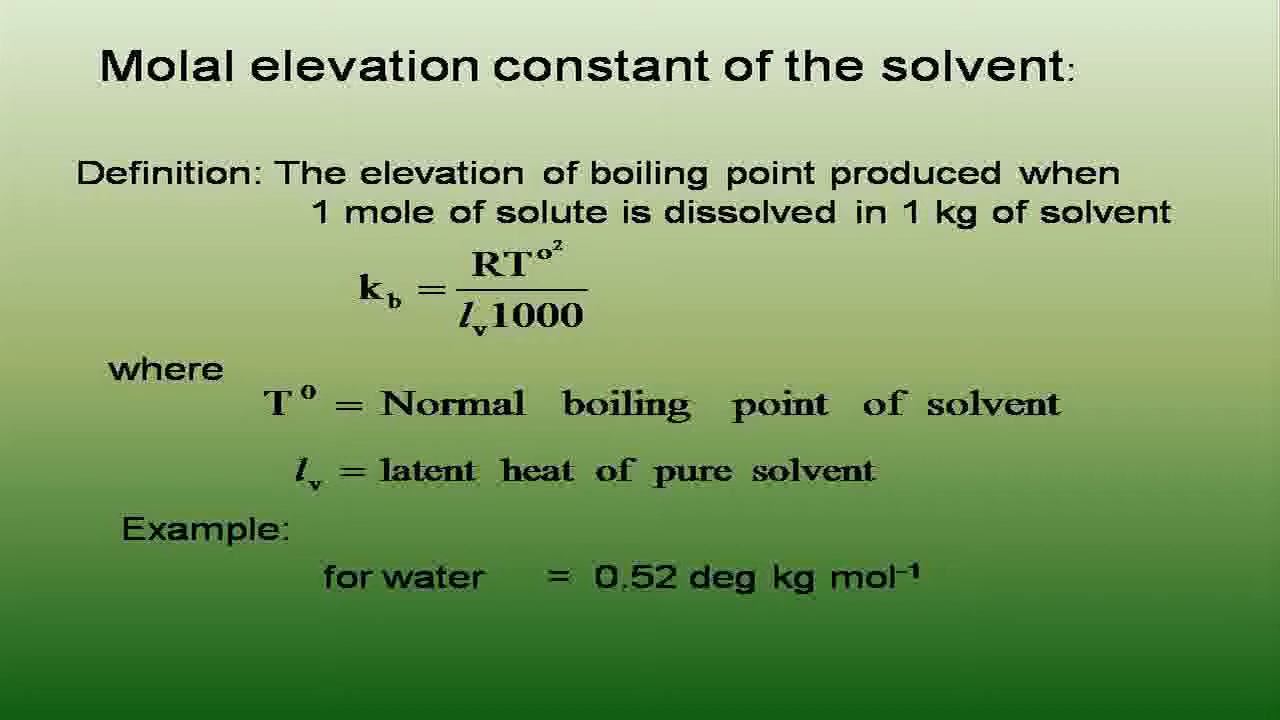 Molal elevation constant of the solvent:
Definition: The elevation of boiling point produced when
1 mole of solute is dissolved in 1 kg of solvent
k_b = RT^o^2 / l_v 1000
where
T^o = Normal boiling point of solvent
l_v = latent heat of pure solvent
Example:
for water = 0.52 deg kg mol⁻¹